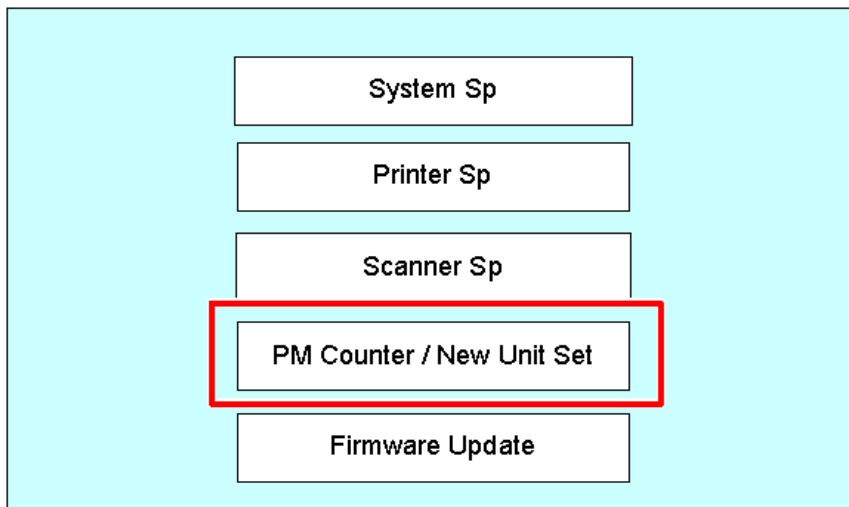 System Sp
Printer Sp
Scanner Sp
PM Counter / New Unit Set
Firmware Update